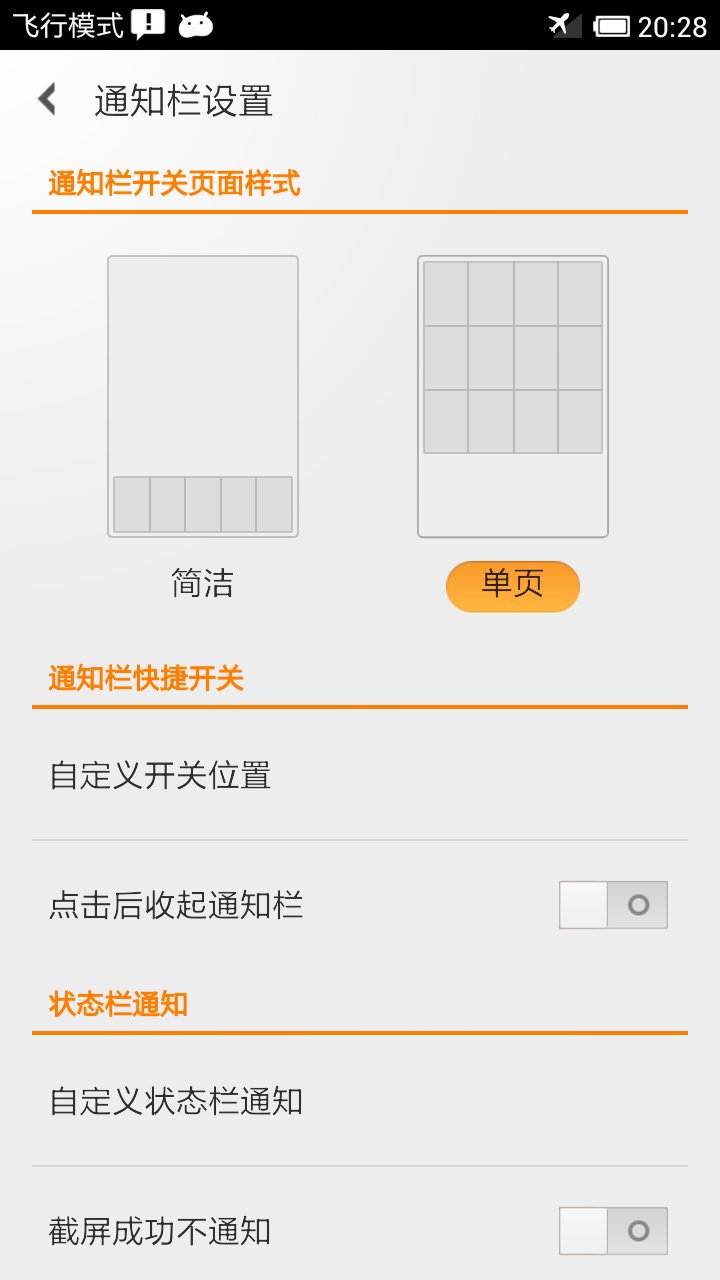 飞行模式 20:28
通知栏设置
通知栏开关页面样式
简洁 单页
通知栏快捷开关
自定义开关位置
点击后收起通知栏
状态栏通知
自定义状态栏通知
截屏成功不通知